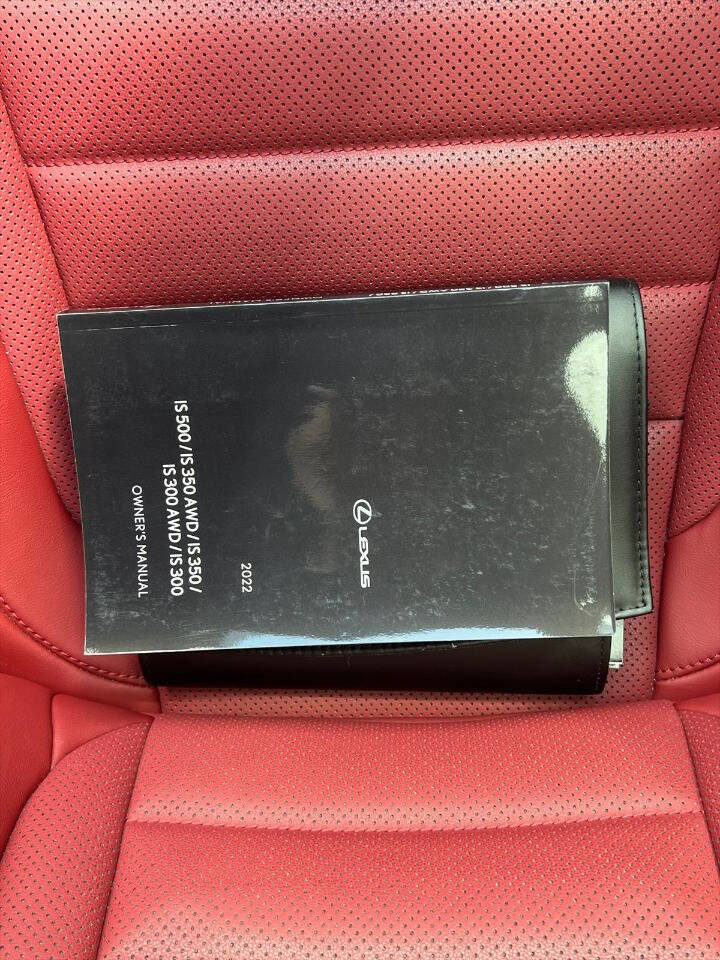 LEXUS
2022
IS 500 / IS 350 AWD / IS 350 /
IS 300 AWD / IS 300
OWNER'S MANUAL